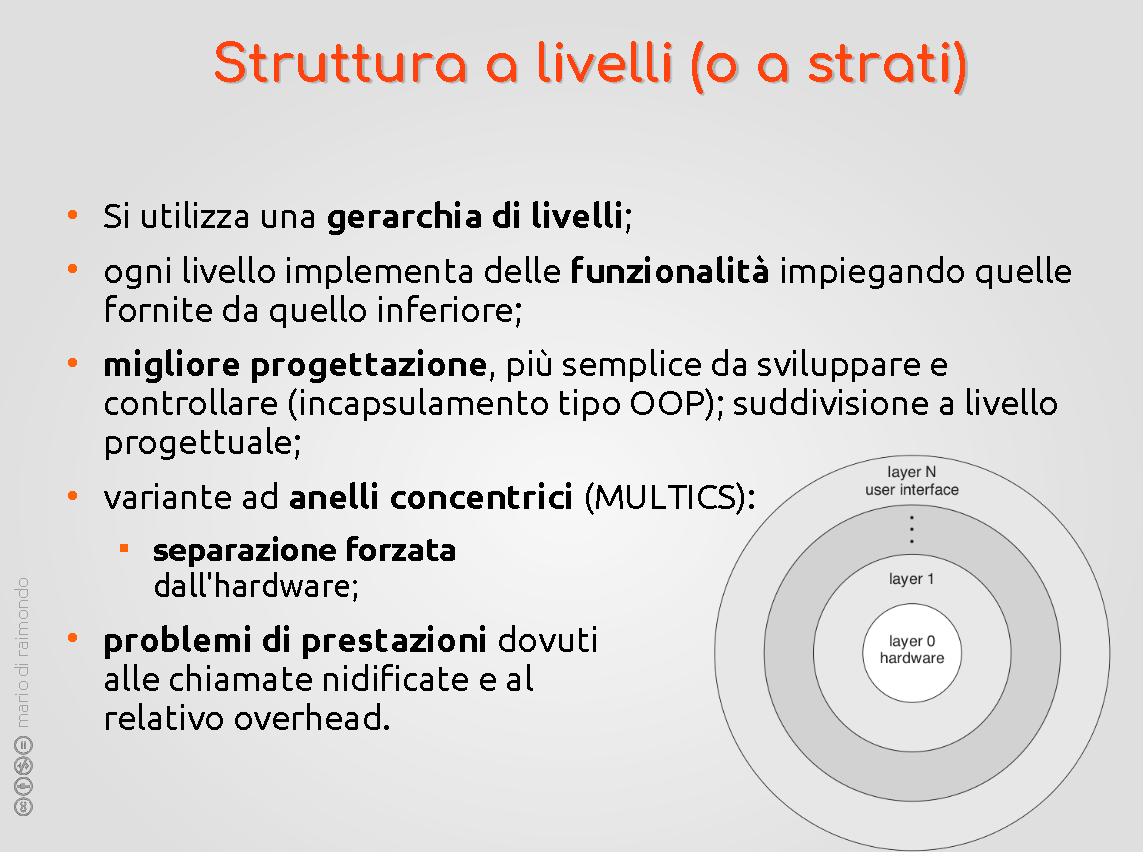 Struttura a livelli (o a strati)
Si utilizza una gerarchia di livelli;
ogni livello implementa delle funzionalità impiegando quelle
fornite da quello inferiore;
migliore progettazione, più semplice da sviluppare e
controllare (incapsulamento tipo OOP); suddivisione a livello
progettuale;
variante ad anelli concentrici (MULTICS):
separazione forzata
dall'hardware;
problemi di prestazioni dovuti
alle chiamate nidificate e al
relativo overhead.
layer N
user interface
layer 1
layer 0
hardware
mario di raimondo